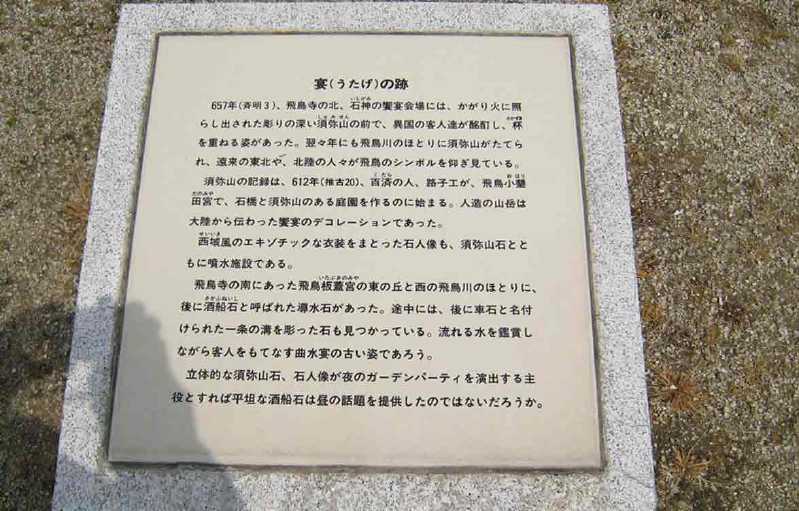 宴(うたげ)の跡
657年(斉明3)、飛鳥寺の北、石神の饗宴会場には、かがり火に照
らし出された彫りの深い須弥山の前で、異国の客人達が酩酊し、杯
を重ねる姿があった。翌々年にも飛鳥川のほとりに須弥山がたてら
れ、遠来の東北や、北陸の人々が飛鳥のシンボルを仰ぎ見ている。
須弥山の記録は、612年(推古20)、百済の人、路子工が、飛鳥小墾
田宮で、石橋と須弥山のある庭園を作るのに始まる。人造の山岳は
大陸から伝わった饗宴のデコレーションであった。
西域風のエキゾチックな衣装をまとった石人像も、須弥山石とと
もに噴水施設である。
飛鳥寺の南にあった飛鳥板蓋宮の東の丘と西の飛鳥川のほとりに、
後に酒船石と呼ばれた導水石があった。途中には、後に車石と名付
けられた一条の溝を彫った石も見つかっている。流れる水を鑑賞し
ながら客人をもてなす曲水宴の古い姿であろう。
立体的な須弥山石、石人像が夜のガーデンパーティを演出する主
役とすれば平坦な酒船石は昼の話題を提供したのではないだろうか。